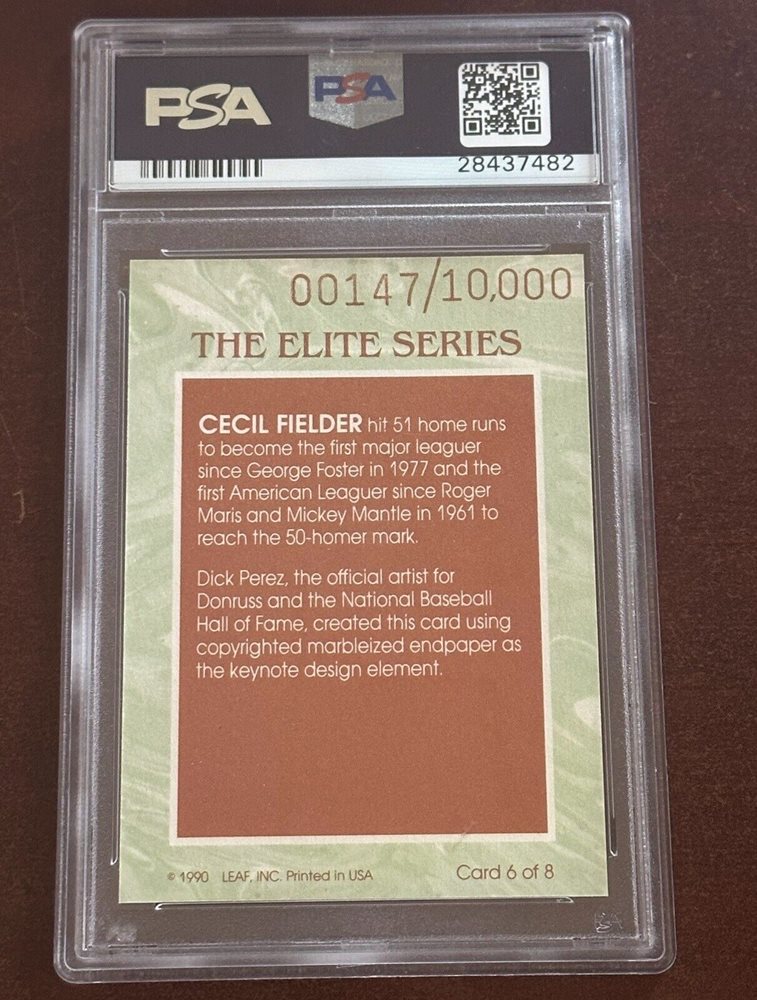 PSA
PSA
28437482
00147/10,000
THE ELITE SERIES
CECIL FIELDER hit 51 home runs
to become the first major leaguer
since George Foster in 1977 and the
first American Leaguer since Roger
Maris and Mickey Mantle in 1961 to
reach the 50-homer mark.
Dick Perez, the official artist for
Donruss and the National Baseball
Hall of Fame, created this card using
copyrighted marbleized endpaper as
the keynote design element.
© 1990 LEAF, INC. Printed in USA
Card 6 of 8
PSA